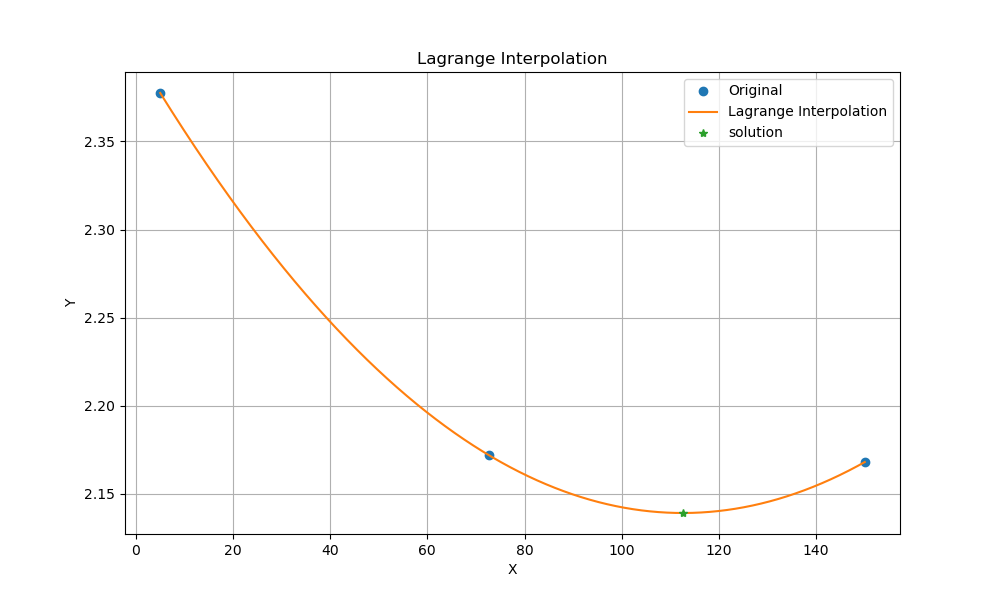 Lagrange Interpolation
Original
Lagrange Interpolation
solution
2.35
2.30
2.25
2.20
2.15
Y
0 20 40 60 80 100 120 140
X